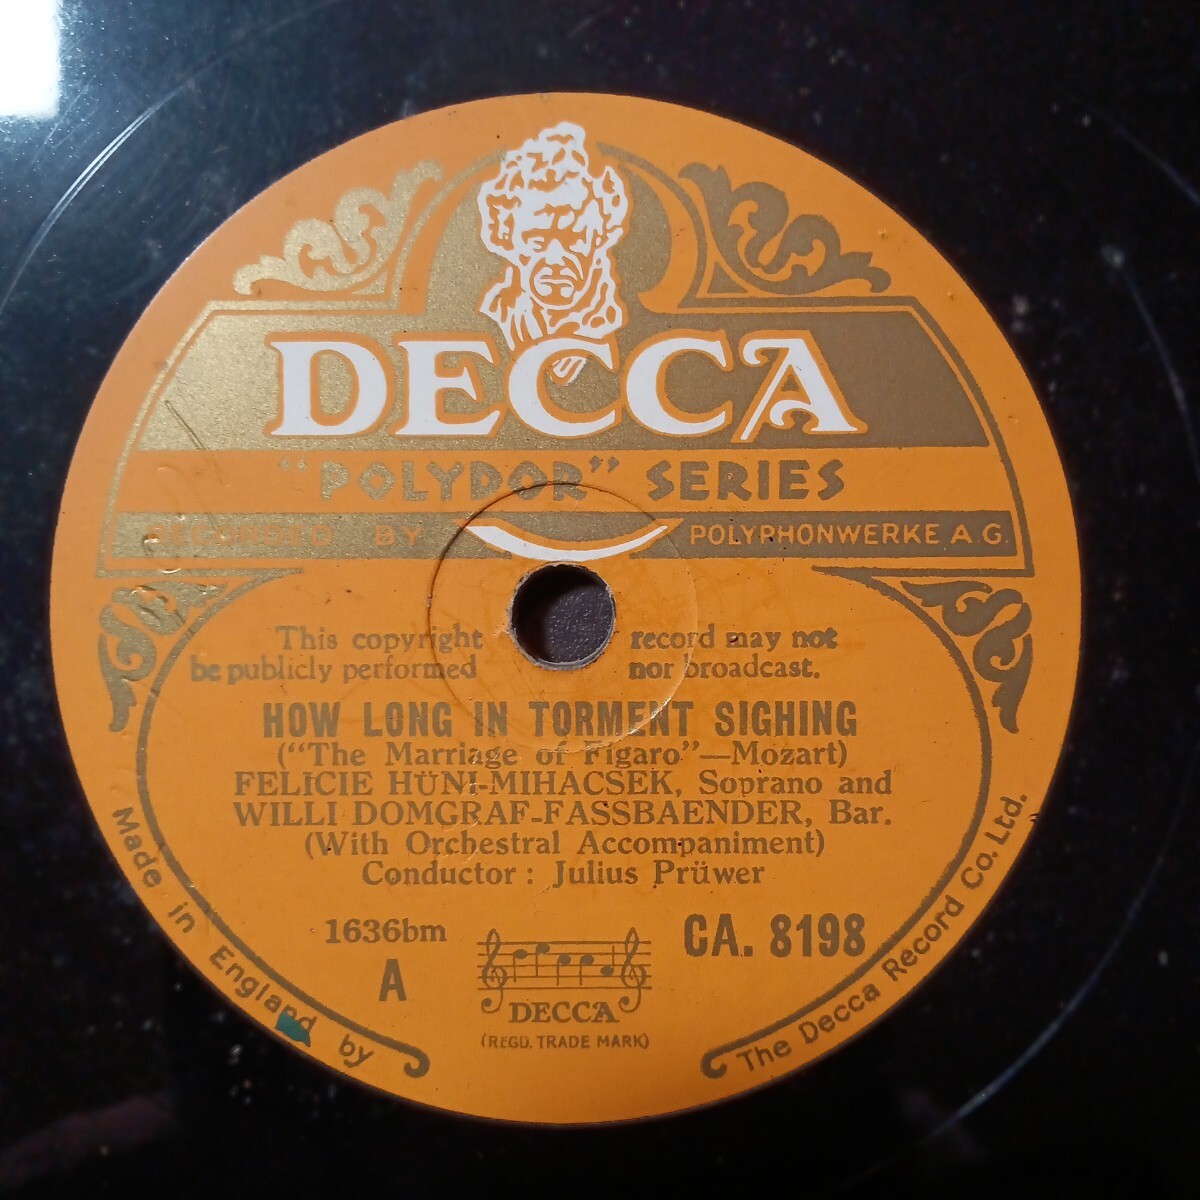 DECCA
"POLYDOR" SERIES
RECORDED BY POLYPHONWERKE A.G.
This copyright record may not
be publicly performed nor broadcast.
HOW LONG IN TORMENT SIGHING
("The Marriage of Figaro"—Mozart)
FELICIE HÜNI-MIHACSEK, Soprano and
WILLI DOMGRAF-FASSBAENDER, Bar.
(With Orchestral Accompaniment)
Conductor : Julius Prüwer
1636bm
A
CA. 8198
DECCA
(REGD. TRADE MARK)
Made in England by The Decca Record Co. Ltd.